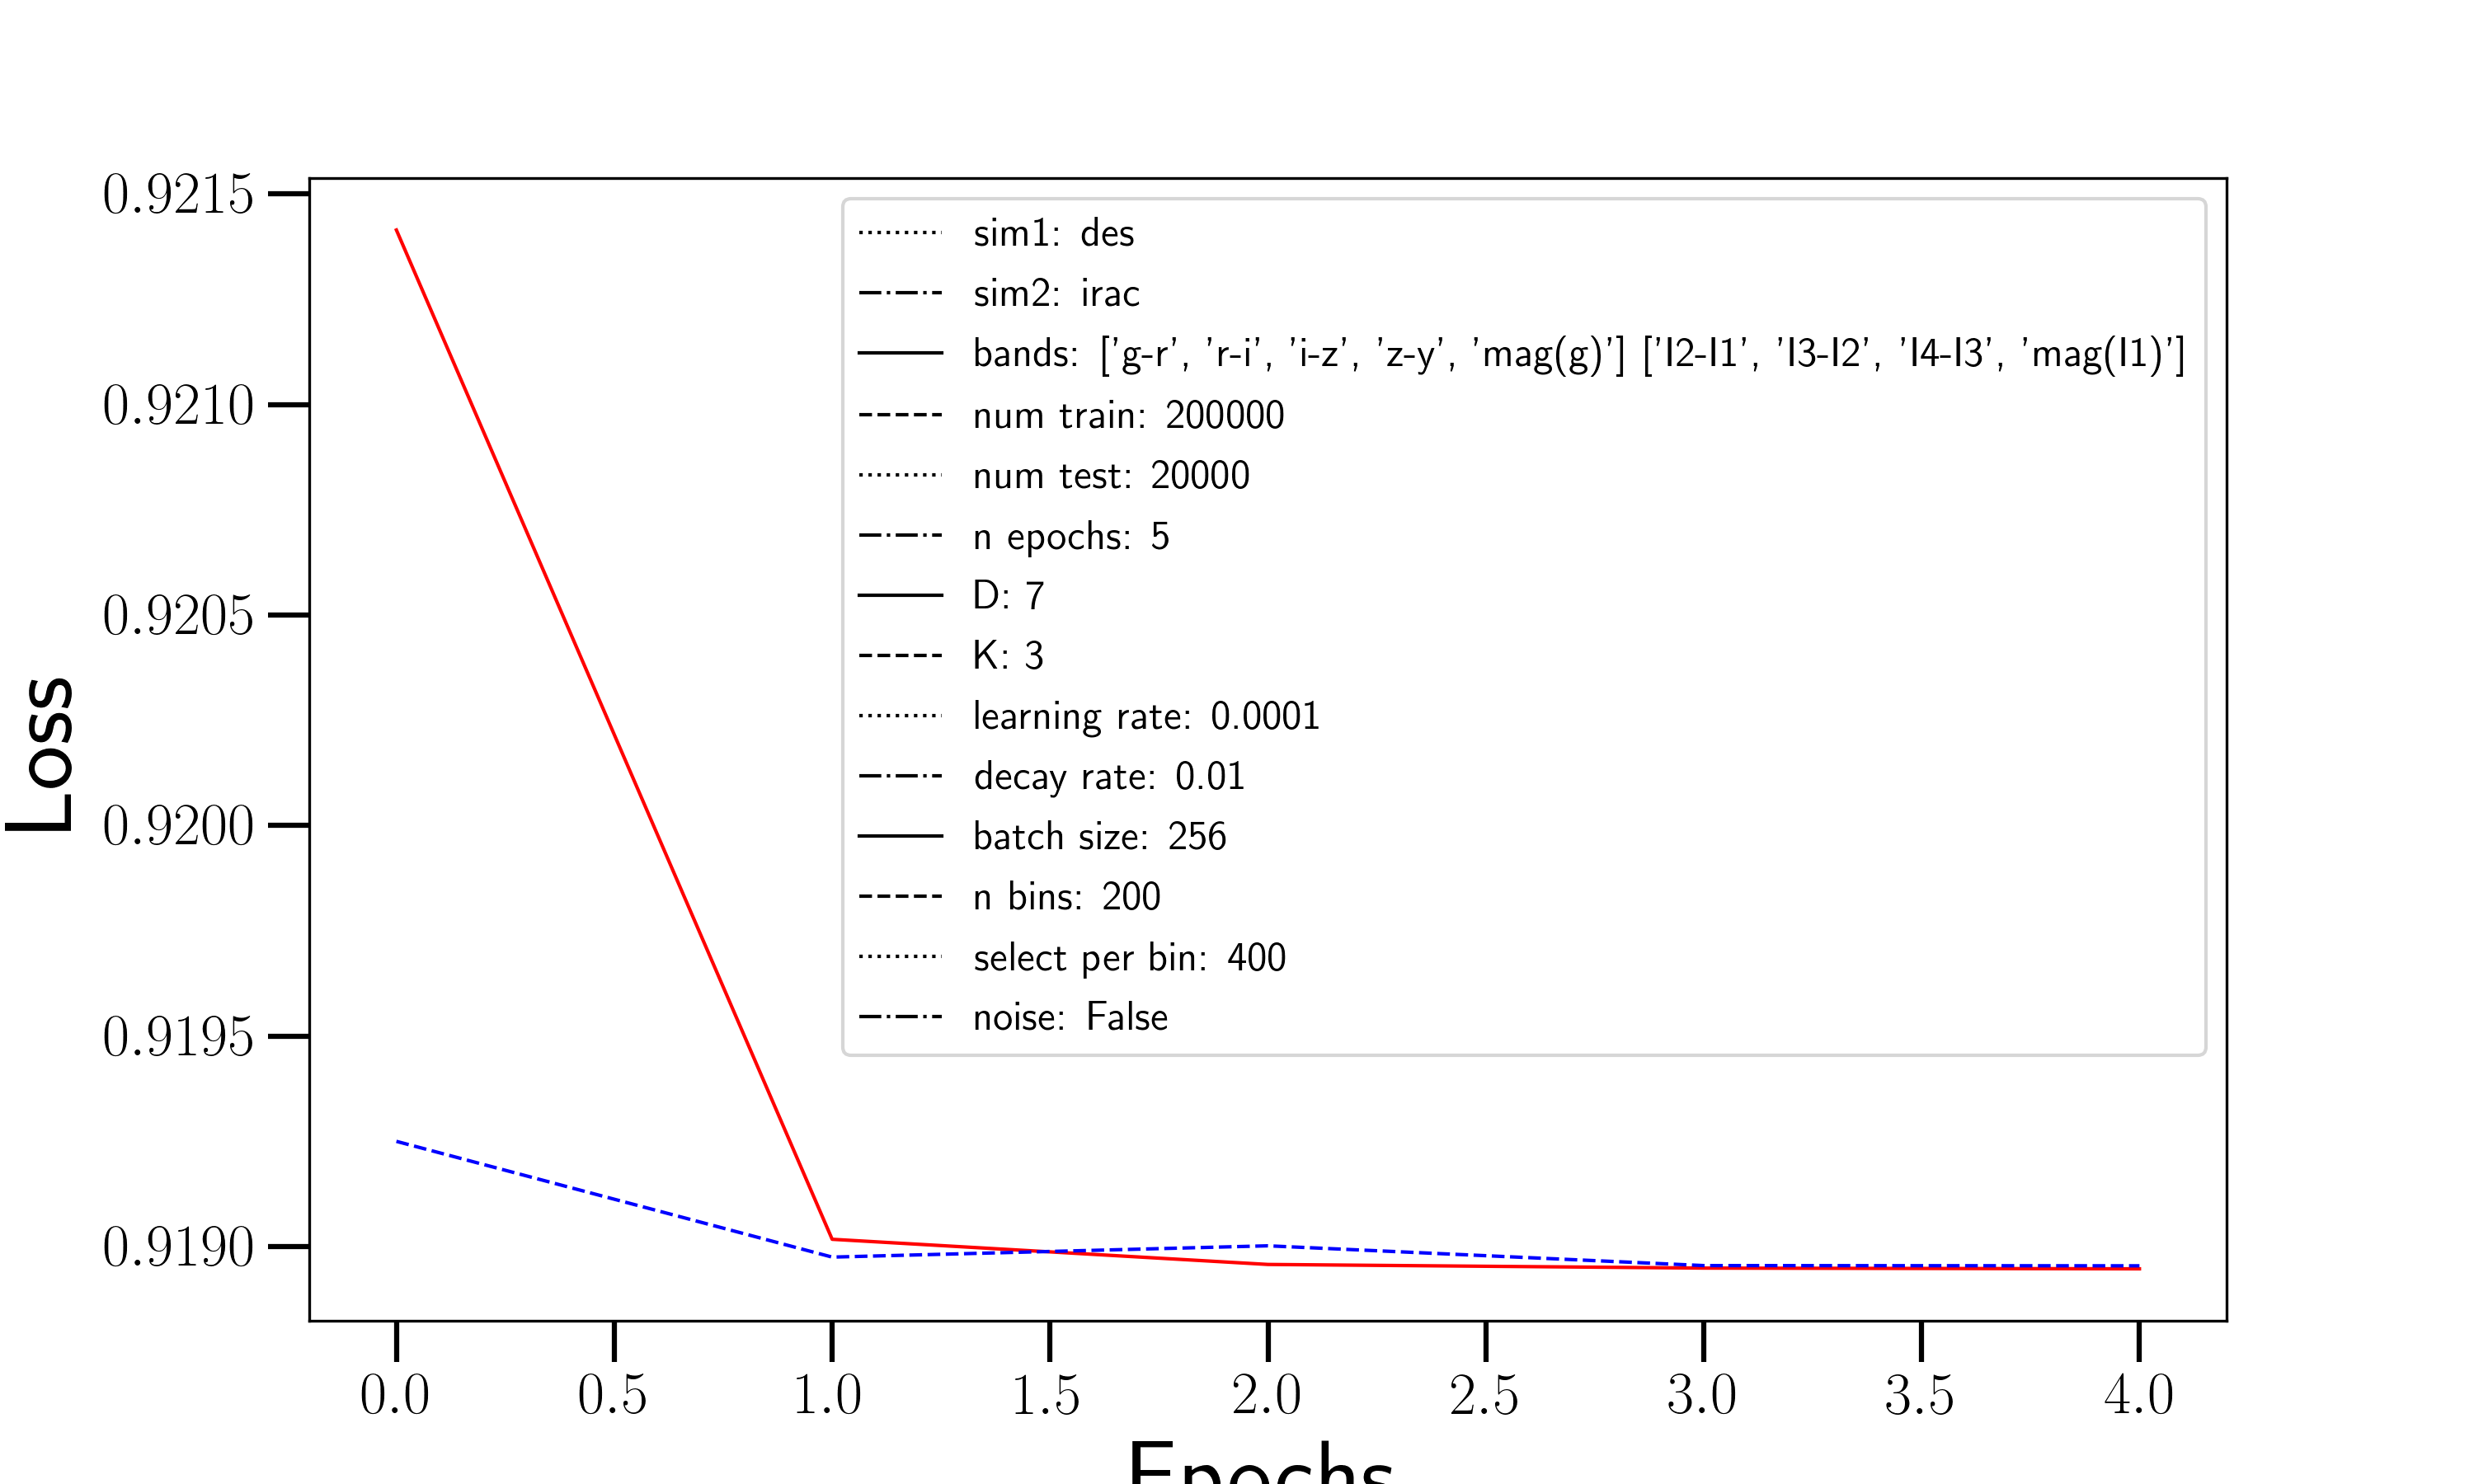 0.9215
0.9210
0.9205
0.9200
0.9195
0.9190
Loss
sim1: des
sim2: irac
bands: ['g-r', 'r-i', 'i-z', 'z-y', 'mag(g)'] ['I2-I1', 'I3-I2', 'I4-I3', 'mag(I1)']
num train: 200000
num test: 20000
n epochs: 5
D: 7
K: 3
learning rate: 0.0001
decay rate: 0.01
batch size: 256
n bins: 200
select per bin: 400
noise: False
0.0 0.5 1.0 1.5 2.0 2.5 3.0 3.5 4.0
Epochs